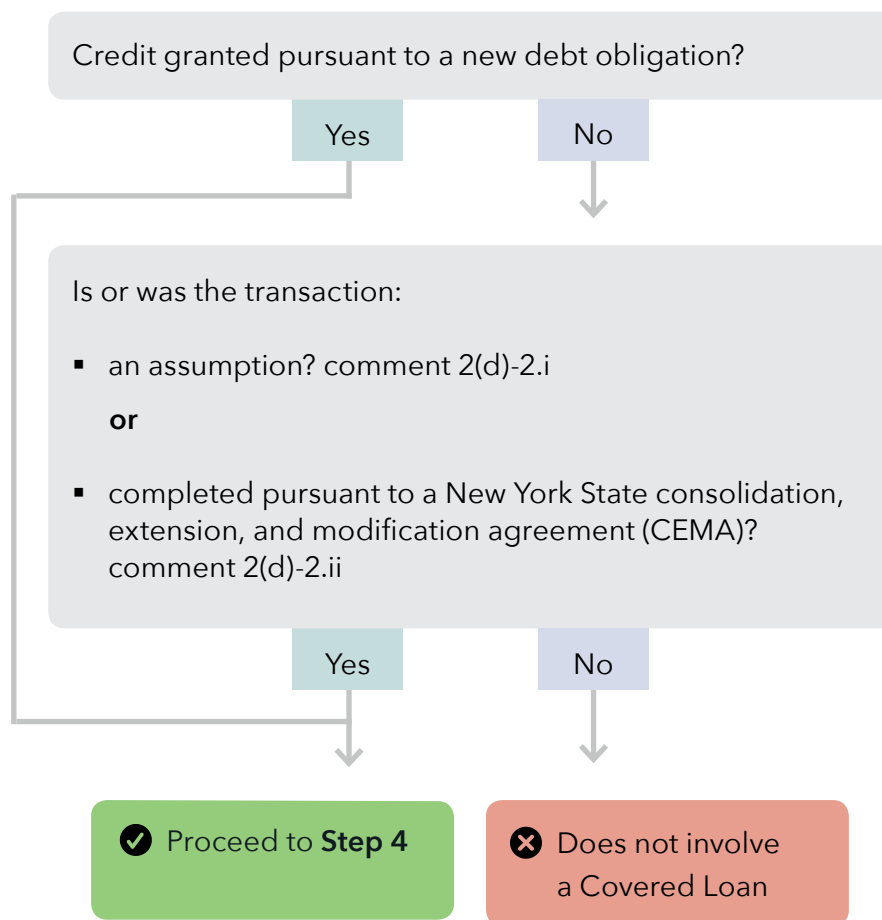 Credit granted pursuant to a new debt obligation?
Yes
No
Is or was the transaction:
▪ an assumption? comment 2(d)-2.i
or
▪ completed pursuant to a New York State consolidation,
extension, and modification agreement (CEMA)?
comment 2(d)-2.ii
Yes
No
Proceed to Step 4
Does not involve
a Covered Loan